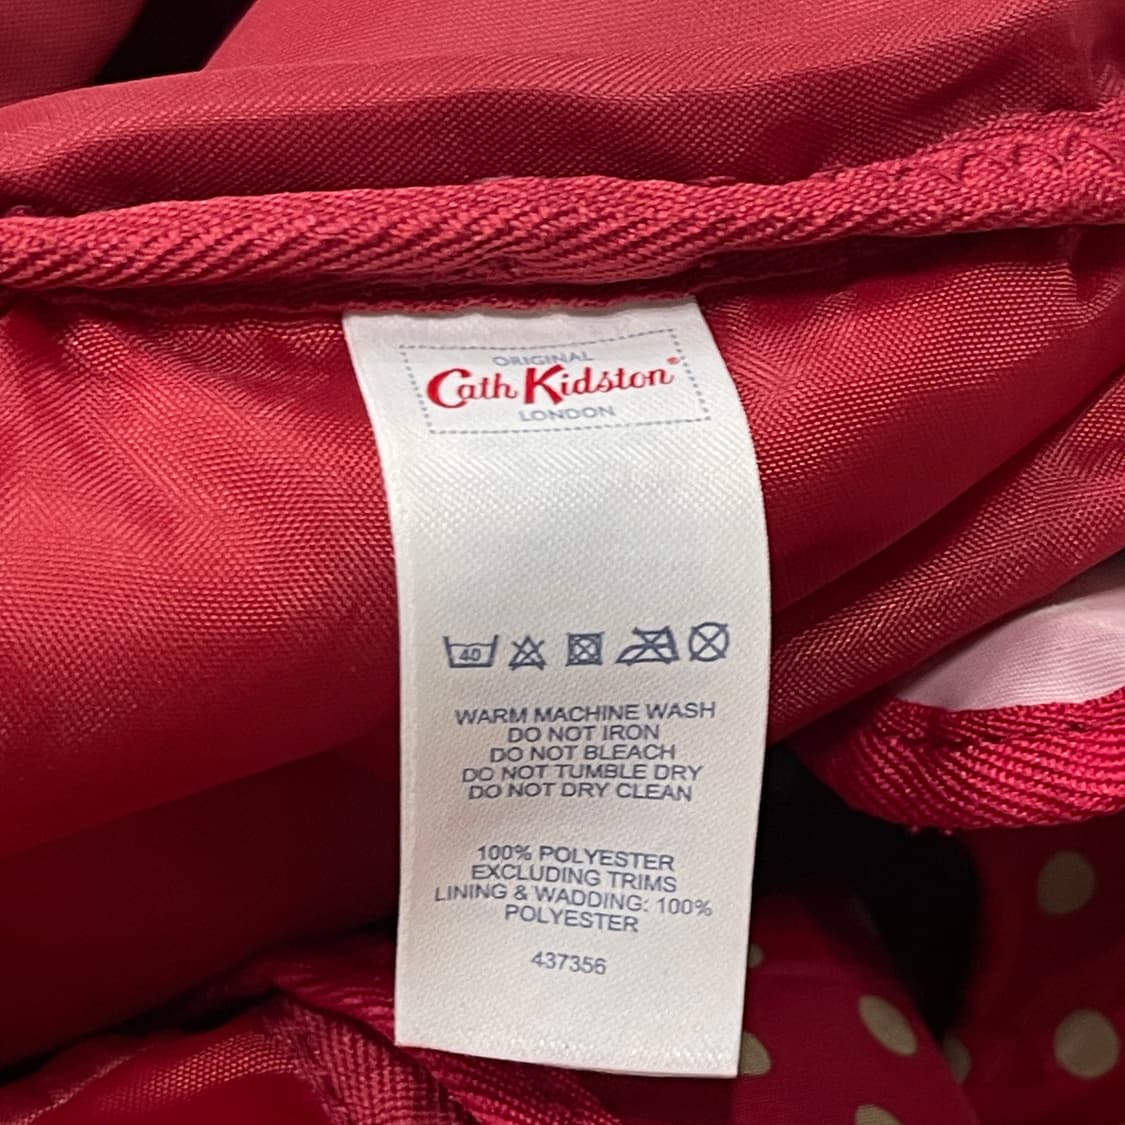 ORIGINAL
Cath Kidston®
LONDON
40
WARM MACHINE WASH
DO NOT IRON
DO NOT BLEACH
DO NOT TUMBLE DRY
DO NOT DRY CLEAN
100% POLYESTER
EXCLUDING TRIMS
LINING & WADDING: 100%
POLYESTER
437356